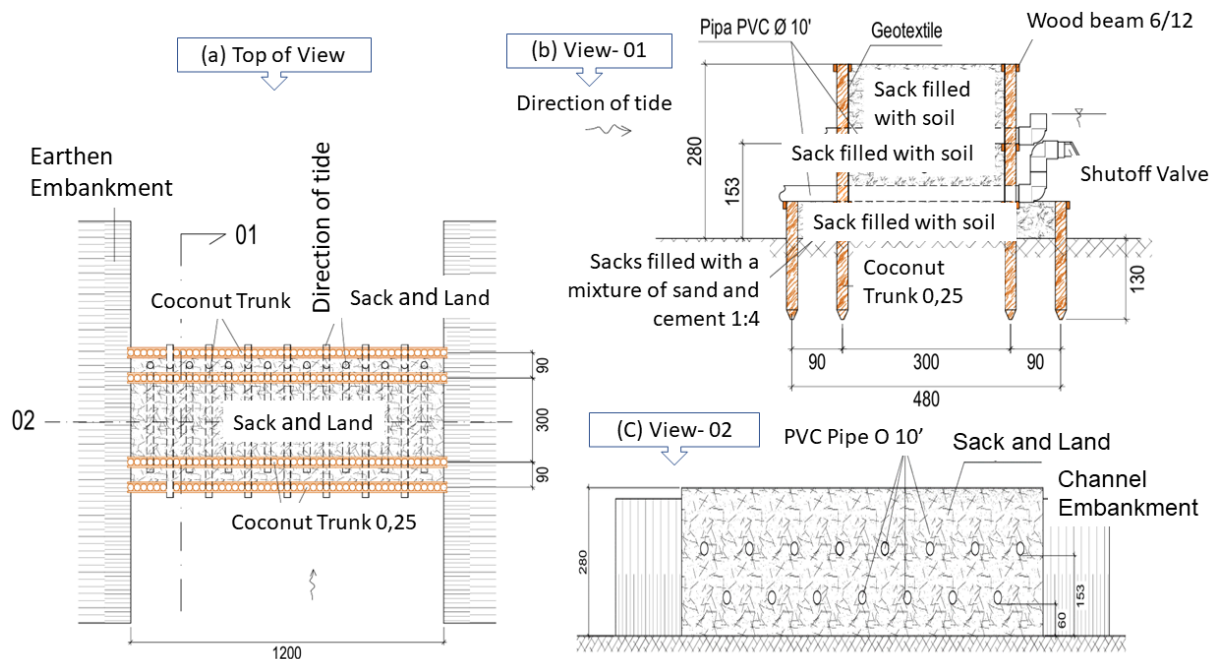 (a) Top of View
Earthen
Embankment
01
Direction of tide
Coconut Trunk
Sack and Land
02
Sack and Land
90
300
90
Coconut Trunk 0,25
1200
(b) View- 01
Direction of tide
Pipa PVC Ø 10'
Geotextile
Wood beam 6/12
Sack filled
with soil
280
153
Sack filled with soil
Shutoff Valve
Sack filled with soil
Sacks filled with a
mixture of sand and
cement 1:4
Coconut
Trunk 0,25
130
90
300
90
480
(C) View- 02
PVC Pipe O 10'
Sack and Land
Channel
Embankment
280
153
60